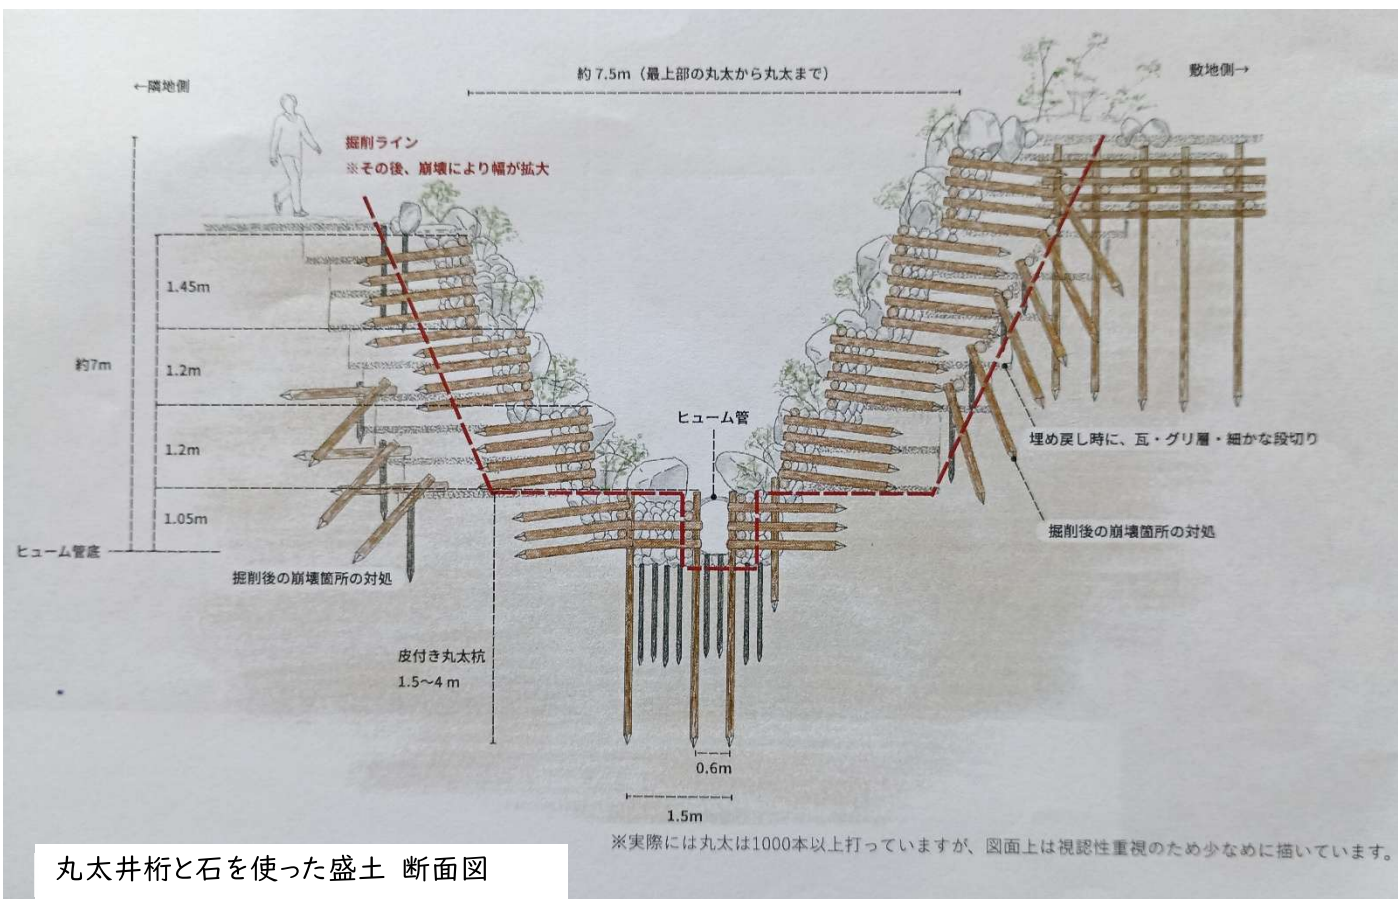 ←隣地側
約 7.5m（最上部の丸太から丸太まで）
敷地側→
掘削ライン
※その後、崩壊により幅が拡大
1.45m
約7m
1.2m
ヒューム管
埋め戻し時に、瓦・グリ層・細かな段切り
1.2m
1.05m
掘削後の崩壊箇所の対処
ヒューム管底
掘削後の崩壊箇所の対処
皮付き丸太杭
1.5〜4 m
0.6m
1.5m
※実際には丸太は1000本以上打っていますが、図面上は視認性重視のため少なめに描いています。
丸太井桁と石を使った盛土 断面図